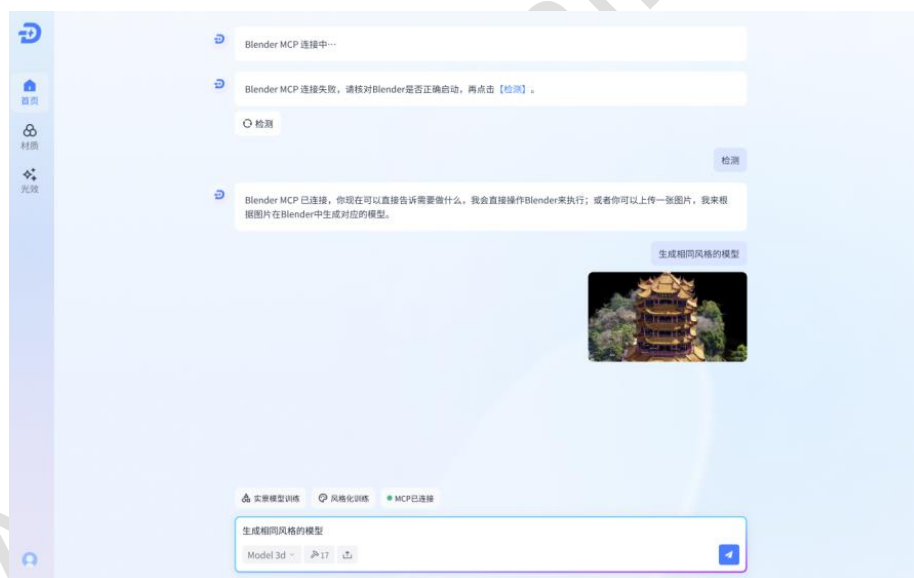 Blender MCP 连接中…
Blender MCP 连接失败，请核对Blender是否正确启动，再点击【检测】。
首页
检测
材质
检测
光效
Blender MCP 已连接，你现在可以直接告诉需要做什么，我会直接操作Blender来执行；或者你可以上传一张图片，我来根
据图片在Blender中生成对应的模型。
生成相同风格的模型
实景模型训练
风格化训练
MCP已连接
生成相同风格的模型
Model 3d
17